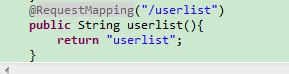 @RequestMapping("/userlist")
public String userlist(){
return "userlist";
}